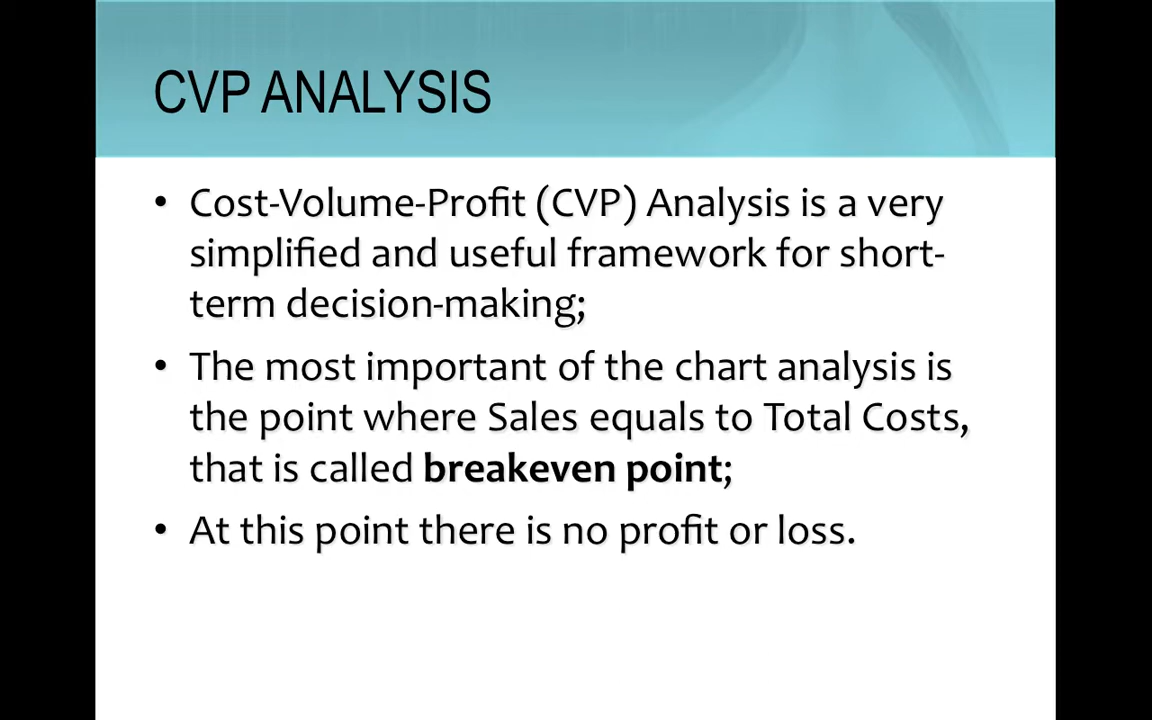 CVP ANALYSIS
• Cost-Volume-Profit (CVP) Analysis is a very
simplified and useful framework for short-
term decision-making;
• The most important of the chart analysis is
the point where Sales equals to Total Costs,
that is called breakeven point;
• At this point there is no profit or loss.